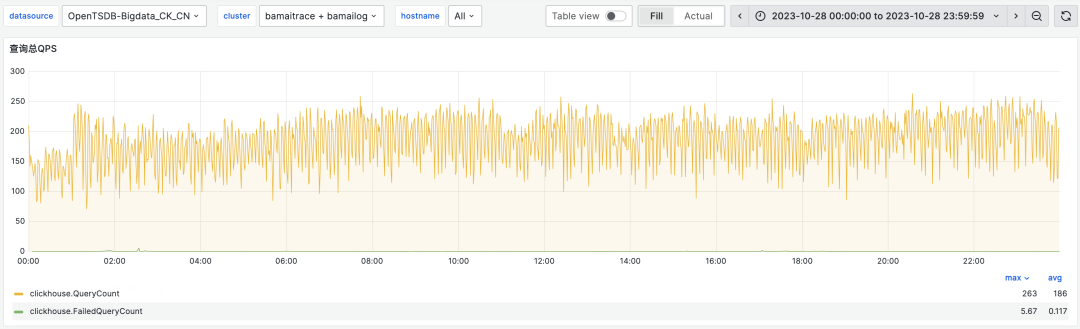 datasource OpenTSDB-Bigdata_CK_CN cluster bamaitrace + bamailog hostname All Table view Fill Actual 2023-10-28 00:00:00 to 2023-10-28 23:59:59
查询总QPS
300
250
200
150
100
50
0
00:00 02:00 04:00 06:00 08:00 10:00 12:00 14:00 16:00 18:00 20:00 22:00
max avg
clickhouse.QueryCount 263 186
clickhouse.FailedQueryCount 5.67 0.117